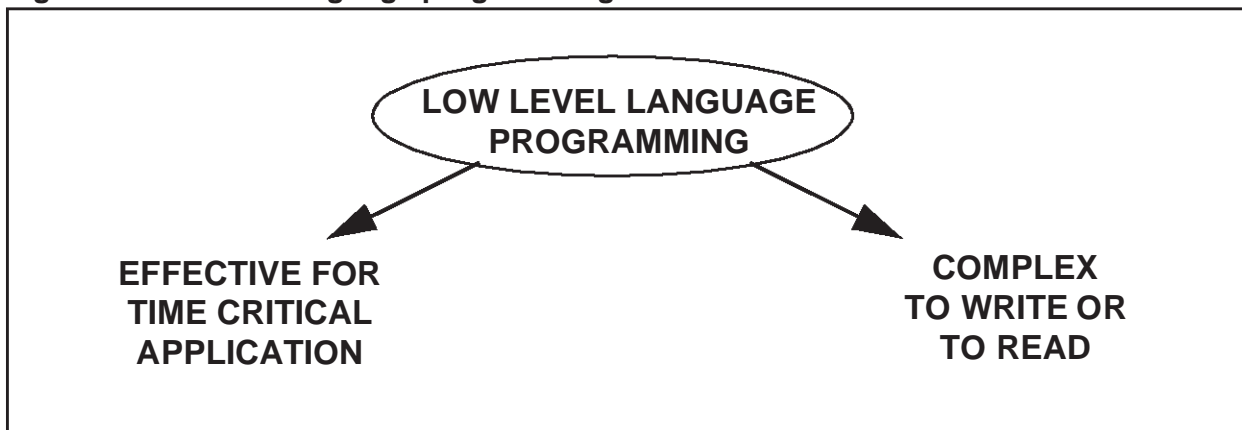 LOW LEVEL LANGUAGE
PROGRAMMING
EFFECTIVE FOR
TIME CRITICAL
APPLICATION
COMPLEX
TO WRITE OR
TO READ